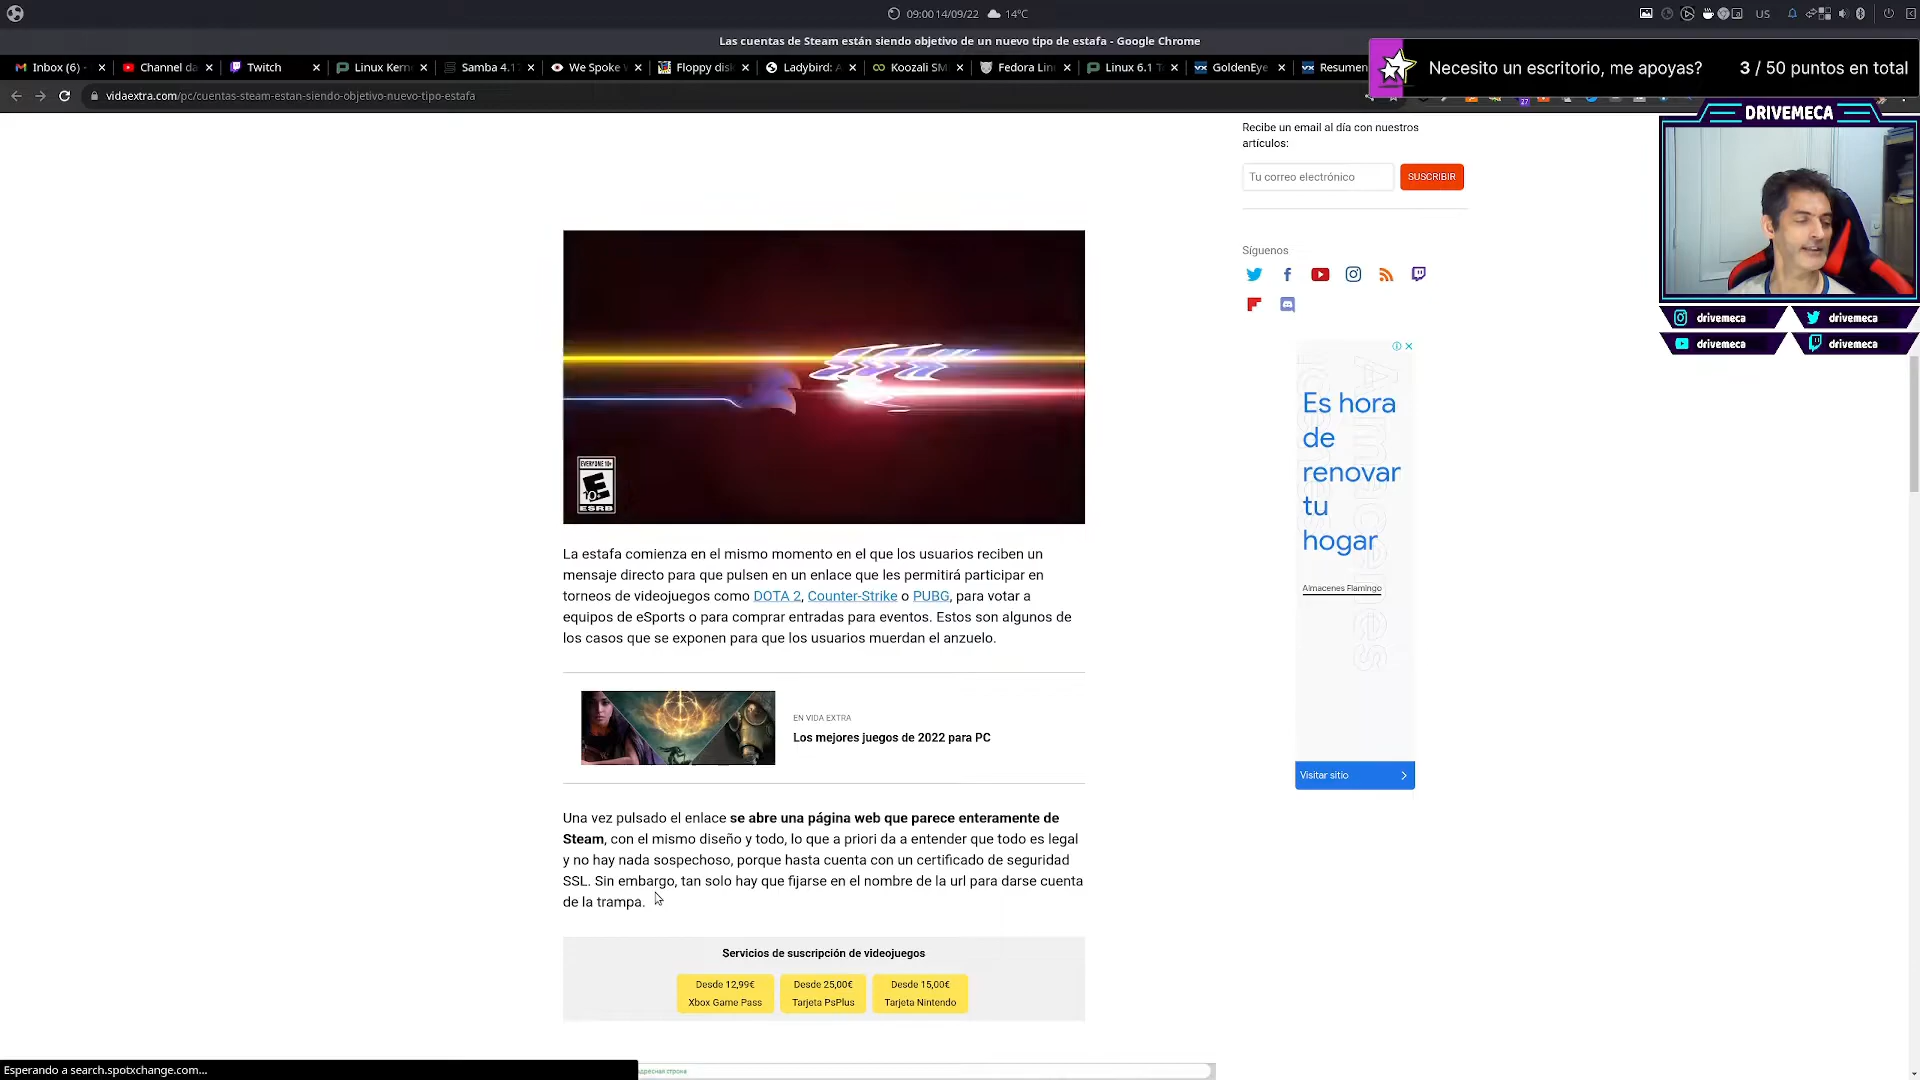 09:00 14/09/22 14°C
US
Las cuentas de Steam están siendo objetivo de un nuevo tipo de estafa - Google Chrome
Inbox (6)
Channel da
Twitch
Linux Kern
Samba 4.1
We Spoke
Floppy disk
Ladybird: A
Koozali SM
Fedora Lin
Linux 6.1 T
GoldenEye
Resumen
Necesito un escritorio, me apoyas? 3 / 50 puntos en total
vidaextra.com/pc/cuentas-steam-estan-siendo-objetivo-nuevo-tipo-estafa
27
DRIVEMECA
drivemeca
drivemeca
drivemeca
drivemeca
Recibe un email al día con nuestros
artículos:
Tu correo electrónico
SUSCRIBIR
Síguenos
EVERYONE 10+
E
10+
ESRB
La estafa comienza en el mismo momento en el que los usuarios reciben un
mensaje directo para que pulsen en un enlace que les permitirá participar en
torneos de videojuegos como DOTA 2, Counter-Strike o PUBG, para votar a
equipos de eSports o para comprar entradas para eventos. Estos son algunos de
los casos que se exponen para que los usuarios muerdan el anzuelo.
EN VIDA EXTRA
Los mejores juegos de 2022 para PC
Una vez pulsado el enlace se abre una página web que parece enteramente de
Steam, con el mismo diseño y todo, lo que a priori da a entender que todo es legal
y no hay nada sospechoso, porque hasta cuenta con un certificado de seguridad
SSL. Sin embargo, tan solo hay que fijarse en el nombre de la url para darse cuenta
de la trampa.
Servicios de suscripción de videojuegos
Desde 12,99€
Xbox Game Pass
Desde 25,00€
Tarjeta PsPlus
Desde 15,00€
Tarjeta Nintendo
Es hora
de
renovar
tu
hogar
Almacenes Flamingo
Visitar sitio
Esperando a search.spotxchange.com...
адресная строка